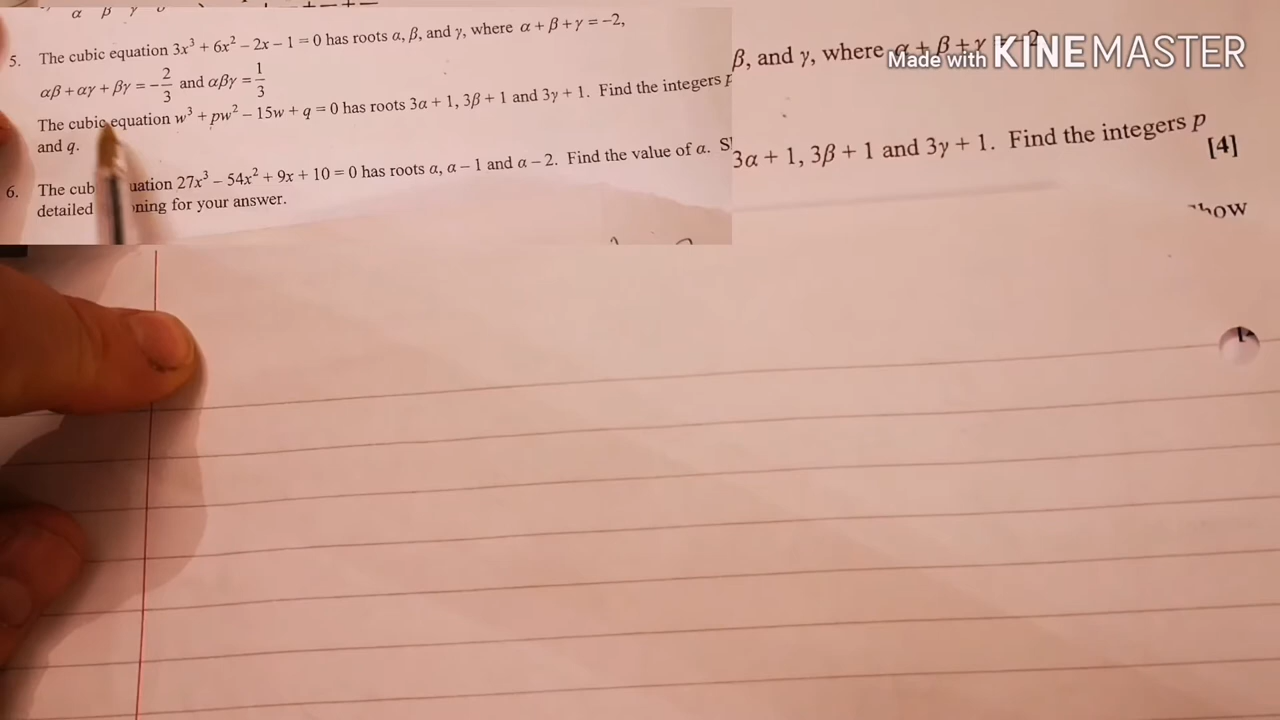 α β γ
5. The cubic equation 3x³ + 6x² − 2x − 1 = 0 has roots α, β, and γ, where α + β + γ = −2,
αβ + αγ + βγ = −2/3 and αβγ = 1/3
The cubic equation w³ + pw² − 15w + q = 0 has roots 3α + 1, 3β + 1 and 3γ + 1. Find the integers p
and q.
6. The cub uation 27x³ − 54x² + 9x + 10 = 0 has roots α, α − 1 and α − 2. Find the value of α. S
detailed ning for your answer.
β, and γ, where α + β + γ 2
Made with KINEMASTER
3α + 1, 3β + 1 and 3γ + 1. Find the integers p
[4]
how